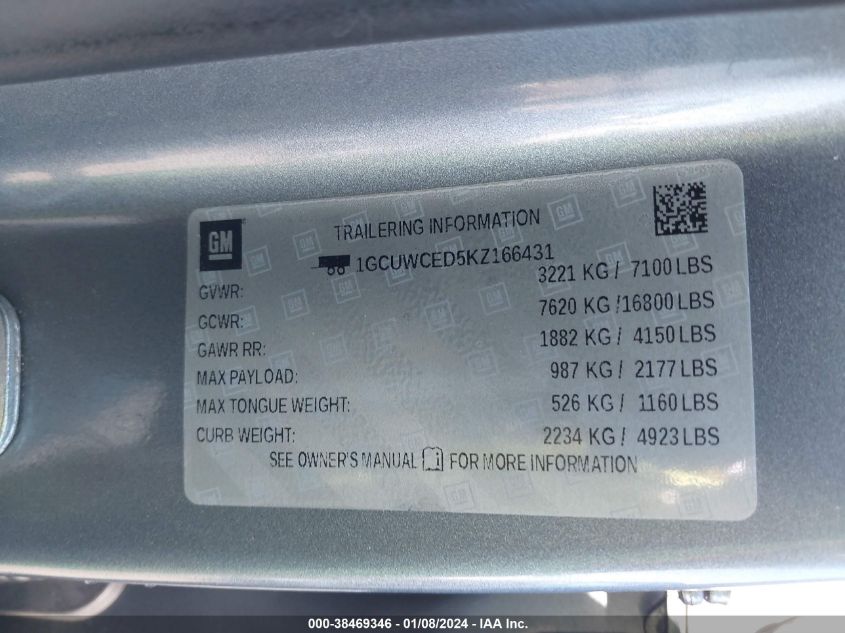 GM
TRAILERING INFORMATION
1GCUWCED5KZ166431
GVWR: 3221 KG / 7100 LBS
GCWR: 7620 KG / 16800 LBS
GAWR RR: 1882 KG / 4150 LBS
MAX PAYLOAD: 987 KG / 2177 LBS
MAX TONGUE WEIGHT: 526 KG / 1160 LBS
CURB WEIGHT: 2234 KG / 4923 LBS
SEE OWNER'S MANUAL FOR MORE INFORMATION
000-38469346 - 01/08/2024 - IAA Inc.